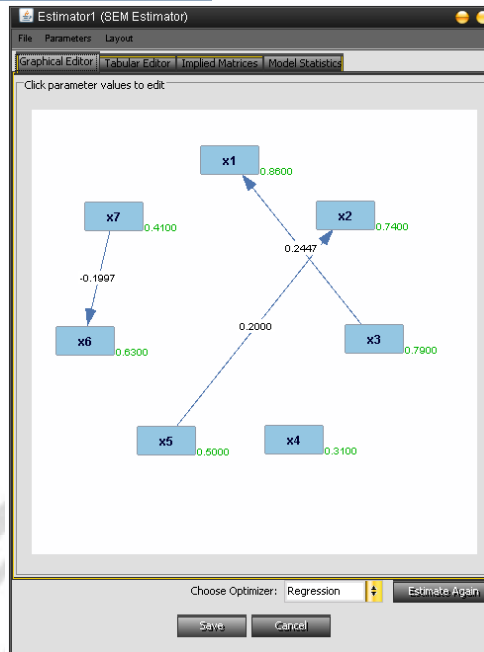 Estimator1 (SEM Estimator)
File Parameters Layout
Graphical Editor Tabular Editor Implied Matrices Model Statistics
Click parameter values to edit
x1
0.8600
x7
0.4100
x2
0.7400
0.2447
-0.1997
0.2000
x6
0.6300
x3
0.7900
x5
0.5000
x4
0.3100
Choose Optimizer: Regression Estimate Again
Save Cancel